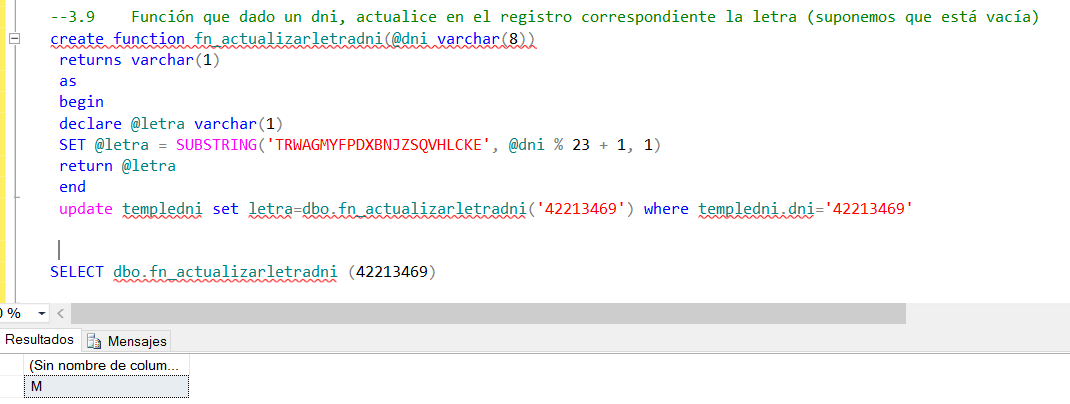 --3.9    Función que dado un dni, actualice en el registro correspondiente la letra (suponemos que está vacía)
create function fn_actualizarletradni(@dni varchar(8))
returns varchar(1)
as
begin
declare @letra varchar(1)
SET @letra = SUBSTRING('TRWAGMYFPDXBNJZSQVHLCKE', @dni % 23 + 1, 1)
return @letra
end
update templedni set letra=dbo.fn_actualizarletradni('42213469') where templedni.dni='42213469'
SELECT dbo.fn_actualizarletradni (42213469)
0 %
Resultados Mensajes
(Sin nombre de colum...
M